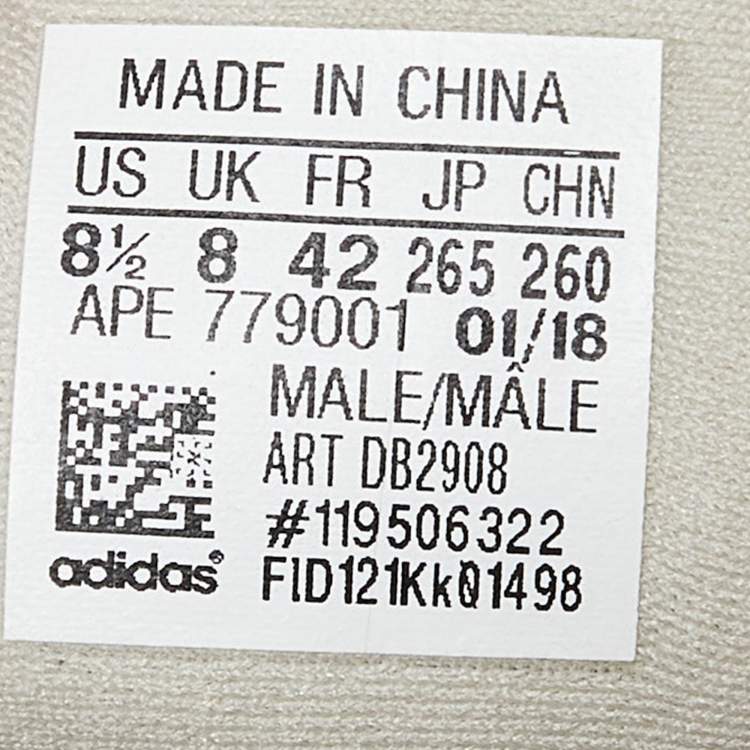 MADE IN CHINA
US UK FR JP CHN
8½ 8 42 265 260
APE 779001 01/18
MALE/MÂLE
ART DB2908
#119506322
FID121Kk01498
adidas®